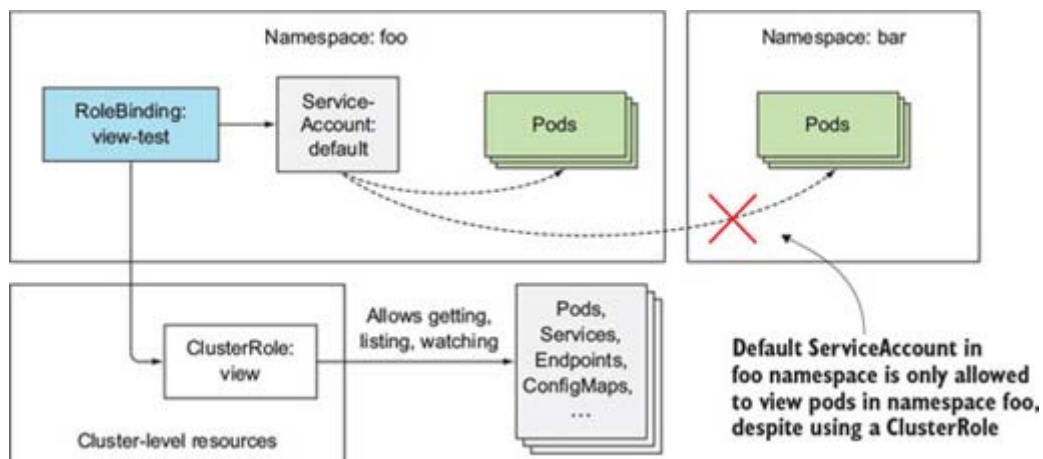 Namespace: foo
Namespace: bar
RoleBinding:
view-test
Service-
Account:
default
Pods
Pods
ClusterRole:
view
Cluster-level resources
Allows getting,
listing, watching
Pods,
Services,
Endpoints,
ConfigMaps,
…
Default ServiceAccount in
foo namespace is only allowed
to view pods in namespace foo,
despite using a ClusterRole